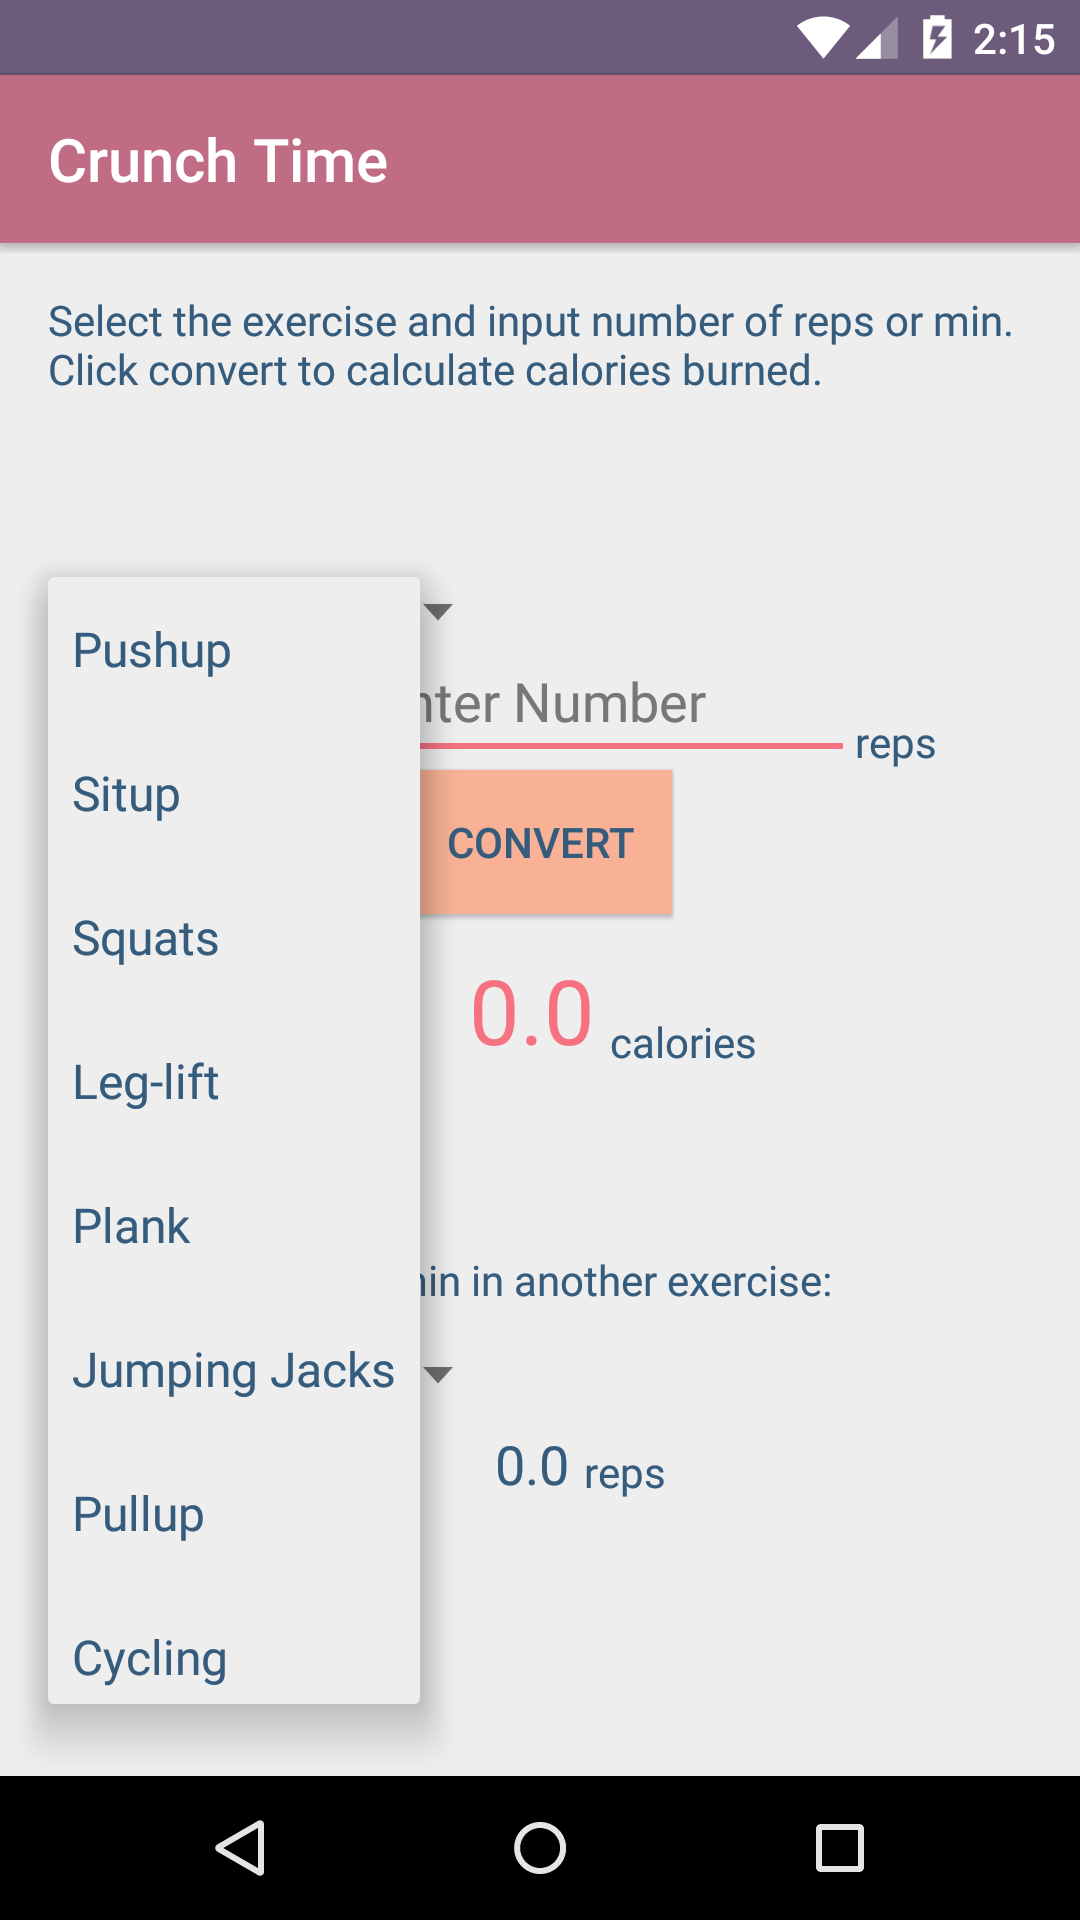 2:15
Crunch Time
Select the exercise and input number of reps or min.
Click convert to calculate calories burned.
Pushup
Number
reps
Situp
CONVERT
Squats
0.0 calories
Leg-lift
Plank
in another exercise:
Jumping Jacks
0.0 reps
Pullup
Cycling